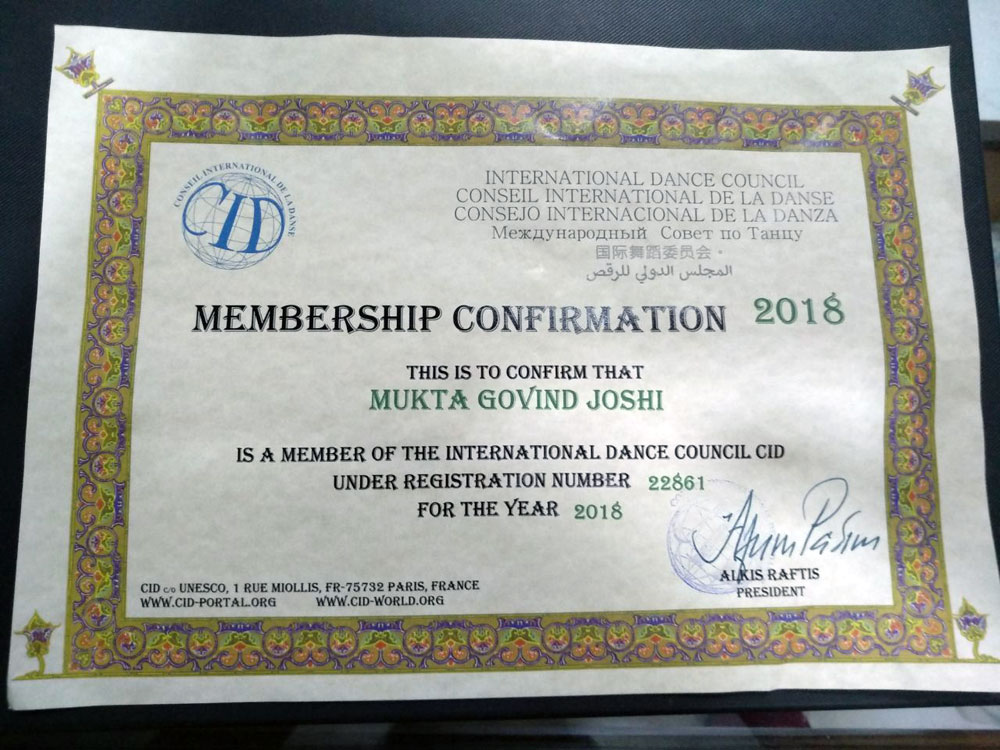 CONSEIL INTERNATIONAL DE LA DANSE
CID
INTERNATIONAL DANCE COUNCIL
CONSEIL INTERNATIONAL DE LA DANSE
CONSEJO INTERNACIONAL DE LA DANZA
Международный Совет по Танцу
国际舞蹈委员会·
المجلس الدولي للرقص
MEMBERSHIP CONFIRMATION 2018
THIS IS TO CONFIRM THAT
MUKTA GOVIND JOSHI
IS A MEMBER OF THE INTERNATIONAL DANCE COUNCIL CID
UNDER REGISTRATION NUMBER 22861
FOR THE YEAR 2018
ALKIS RAFTIS
PRESIDENT
CID c/o UNESCO, 1 RUE MIOLLIS, FR-75732 PARIS, FRANCE
WWW.CID-PORTAL.ORG WWW.CID-WORLD.ORG